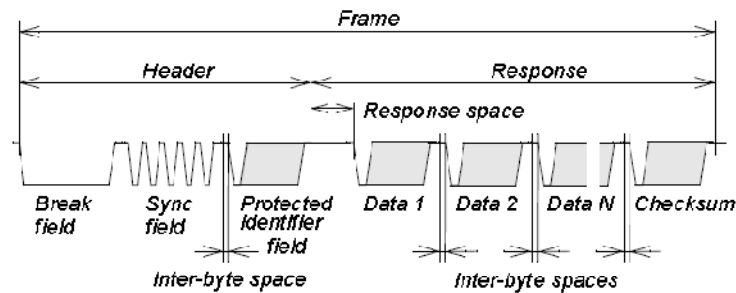 Frame
Header
Response
Response space
Break field
Sync field
Protected identifier field
Data 1
Data 2
Data N
Checksum
Inter-byte space
Inter-byte spaces